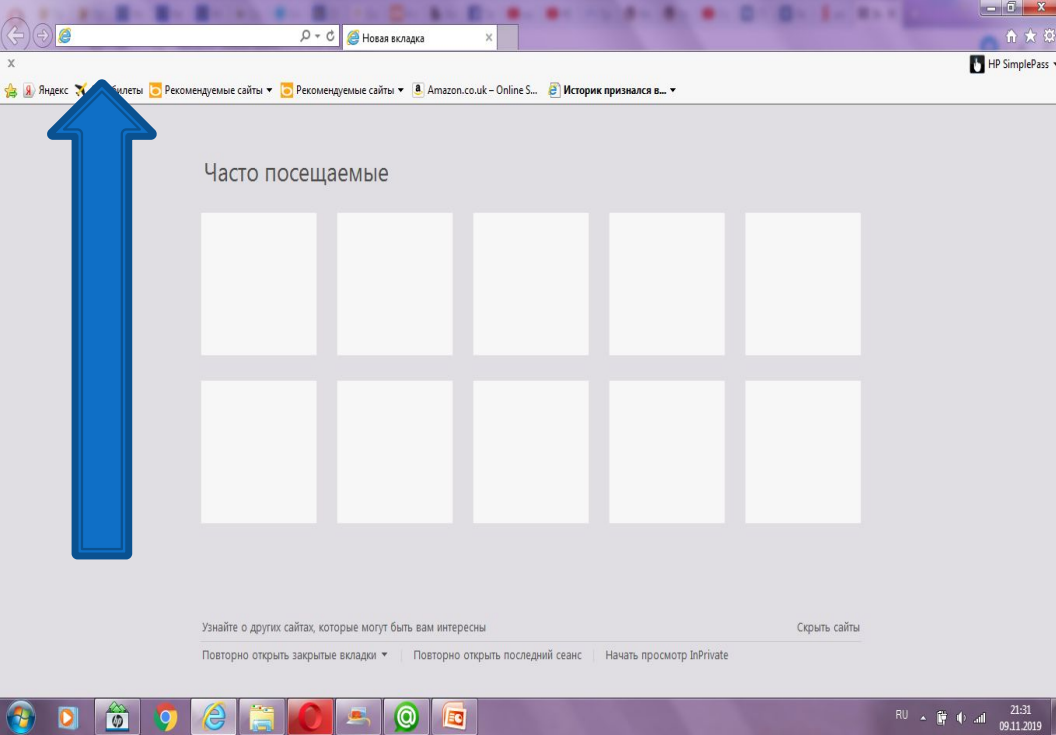 Новая вкладка
x
HP SimplePass
Яндекс билеты Рекомендуемые сайты Рекомендуемые сайты Amazon.co.uk – Online S... Историк признался в...
Часто посещаемые
Узнайте о других сайтах, которые могут быть вам интересны Скрыть сайты
Повторно открыть закрытые вкладки Повторно открыть последний сеанс Начать просмотр InPrivate
RU 21:31
09.11.2019